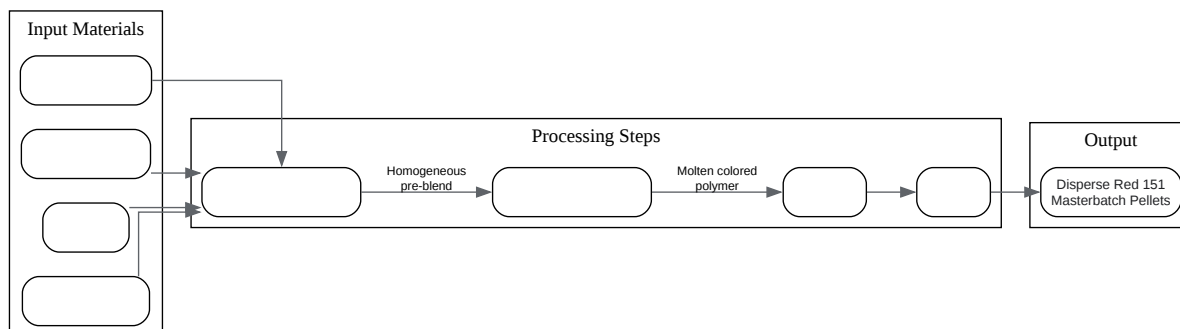 Input Materials
Processing Steps
Output
Homogeneous
pre-blend
Molten colored
polymer
Disperse Red 151
Masterbatch Pellets